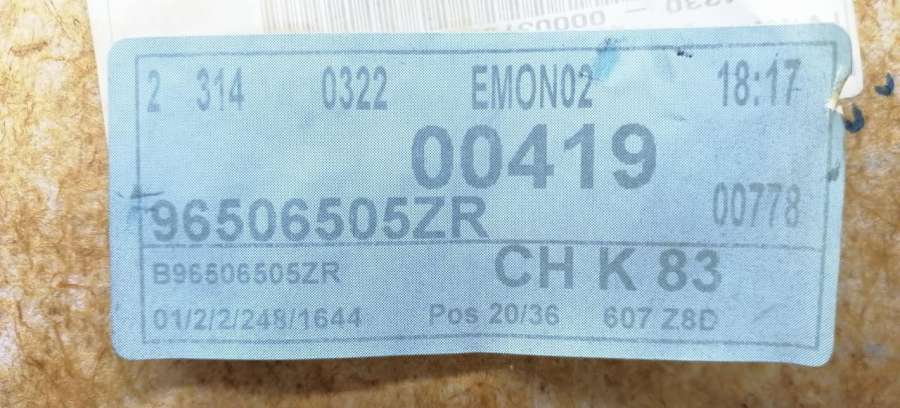 2 314 0322 EMON02 18:17
00419
96506505ZR 00778
B96506505ZR CH K 83
01/2/2/248/1644 Pos 20/36 607 Z8D